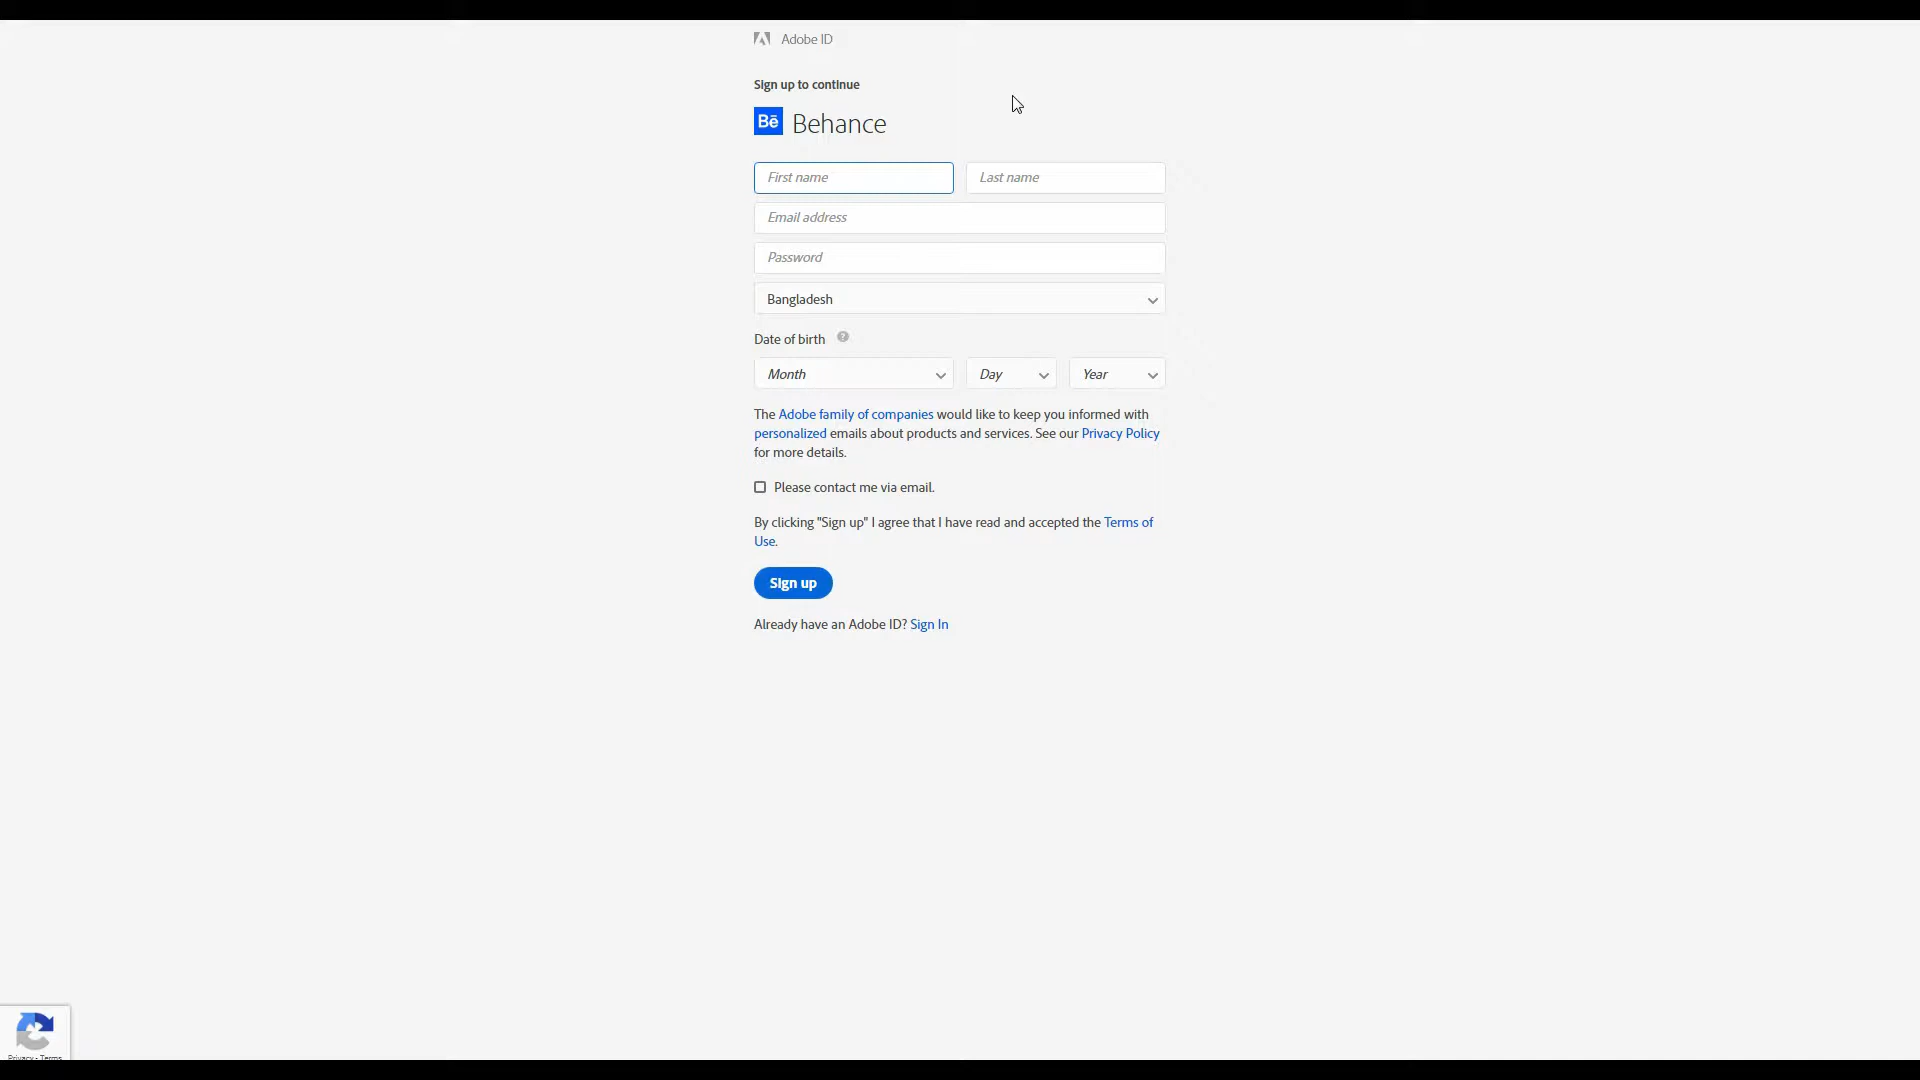 Adobe ID
Sign up to continue
Bē Behance
First name Last name
Email address
Password
Bangladesh
Date of birth ?
Month Day Year
The Adobe family of companies would like to keep you informed with
personalized emails about products and services. See our Privacy Policy
for more details.
Please contact me via email.
By clicking "Sign up" I agree that I have read and accepted the Terms of
Use.
Sign up
Already have an Adobe ID? Sign In
Privacy - Terms